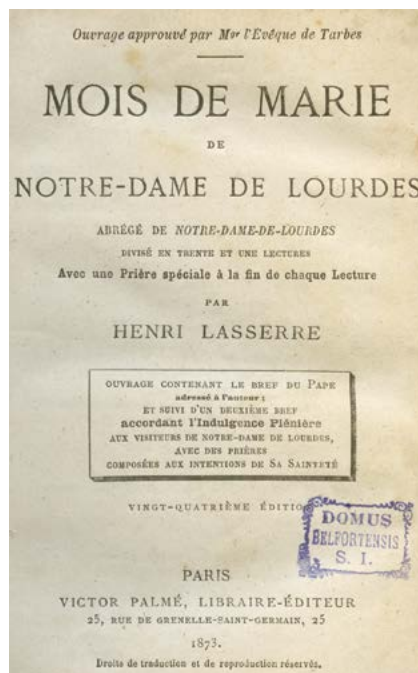 Ouvrage approuvé par Mgr l'Evêque de Tarbes
MOIS DE MARIE
DE
NOTRE-DAME DE LOURDES
ABRÉGÉ DE NOTRE-DAME-DE-LOURDES
DIVISÉ EN TRENTE ET UNE LECTURES
Avec une Prière spéciale à la fin de chaque Lecture
PAR
HENRI LASSERRE
OUVRAGE CONTENANT LE BREF DU PAPE
adressé à l'auteur ;
ET SUIVI D'UN DEUXIÈME BREF
accordant l'Indulgence Plénière
AUX VISITEURS DE NOTRE-DAME DE LOURDES,
AVEC DES PRIÈRES
COMPOSÉES AUX INTENTIONS DE SA SAINTETÉ
VINGT-QUATRIÈME ÉDITIO
DOMUS
BELFORTENSIS
S. I.
PARIS
VICTOR PALMÉ, LIBRAIRE-ÉDITEUR
25, RUE DE GRENELLE-SAINT-GERMAIN, 25
1873.
Droits de traduction et de reproduction réservés.